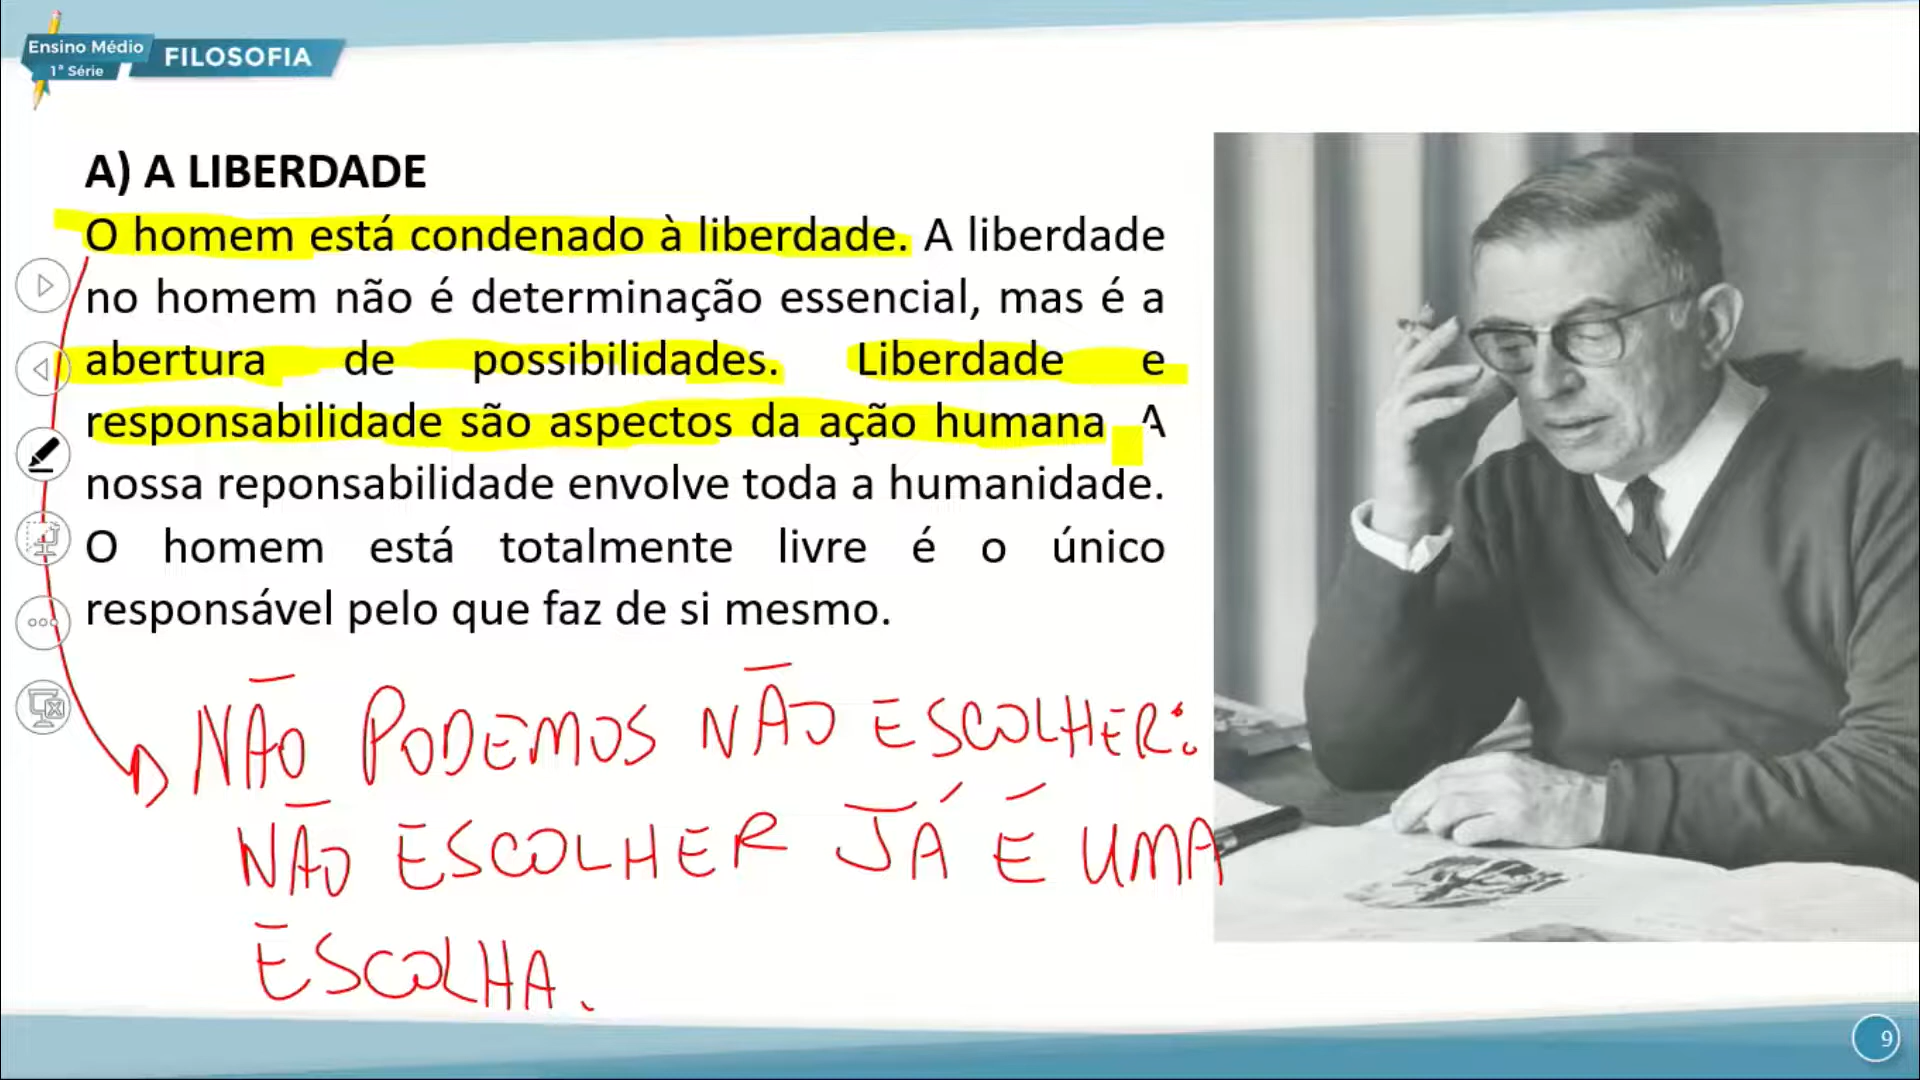 Ensino Médio
1ª Série
FILOSOFIA
A) A LIBERDADE
O homem está condenado à liberdade. A liberdade
no homem não é determinação essencial, mas é a
abertura de possibilidades. Liberdade e
responsabilidade são aspectos da ação humana A
nossa reponsabilidade envolve toda a humanidade.
O homem está totalmente livre é o único
responsável pelo que faz de si mesmo.
NÃO PODEMOS NÃO ESCOLHER:
NÃO ESCOLHER JÁ É UMA
ESCOLHA.
9